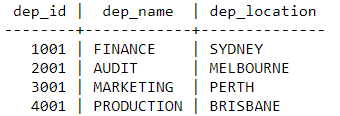 dep_id | dep_name | dep_location
--------+------------+--------------
1001 | FINANCE | SYDNEY
2001 | AUDIT | MELBOURNE
3001 | MARKETING | PERTH
4001 | PRODUCTION | BRISBANE